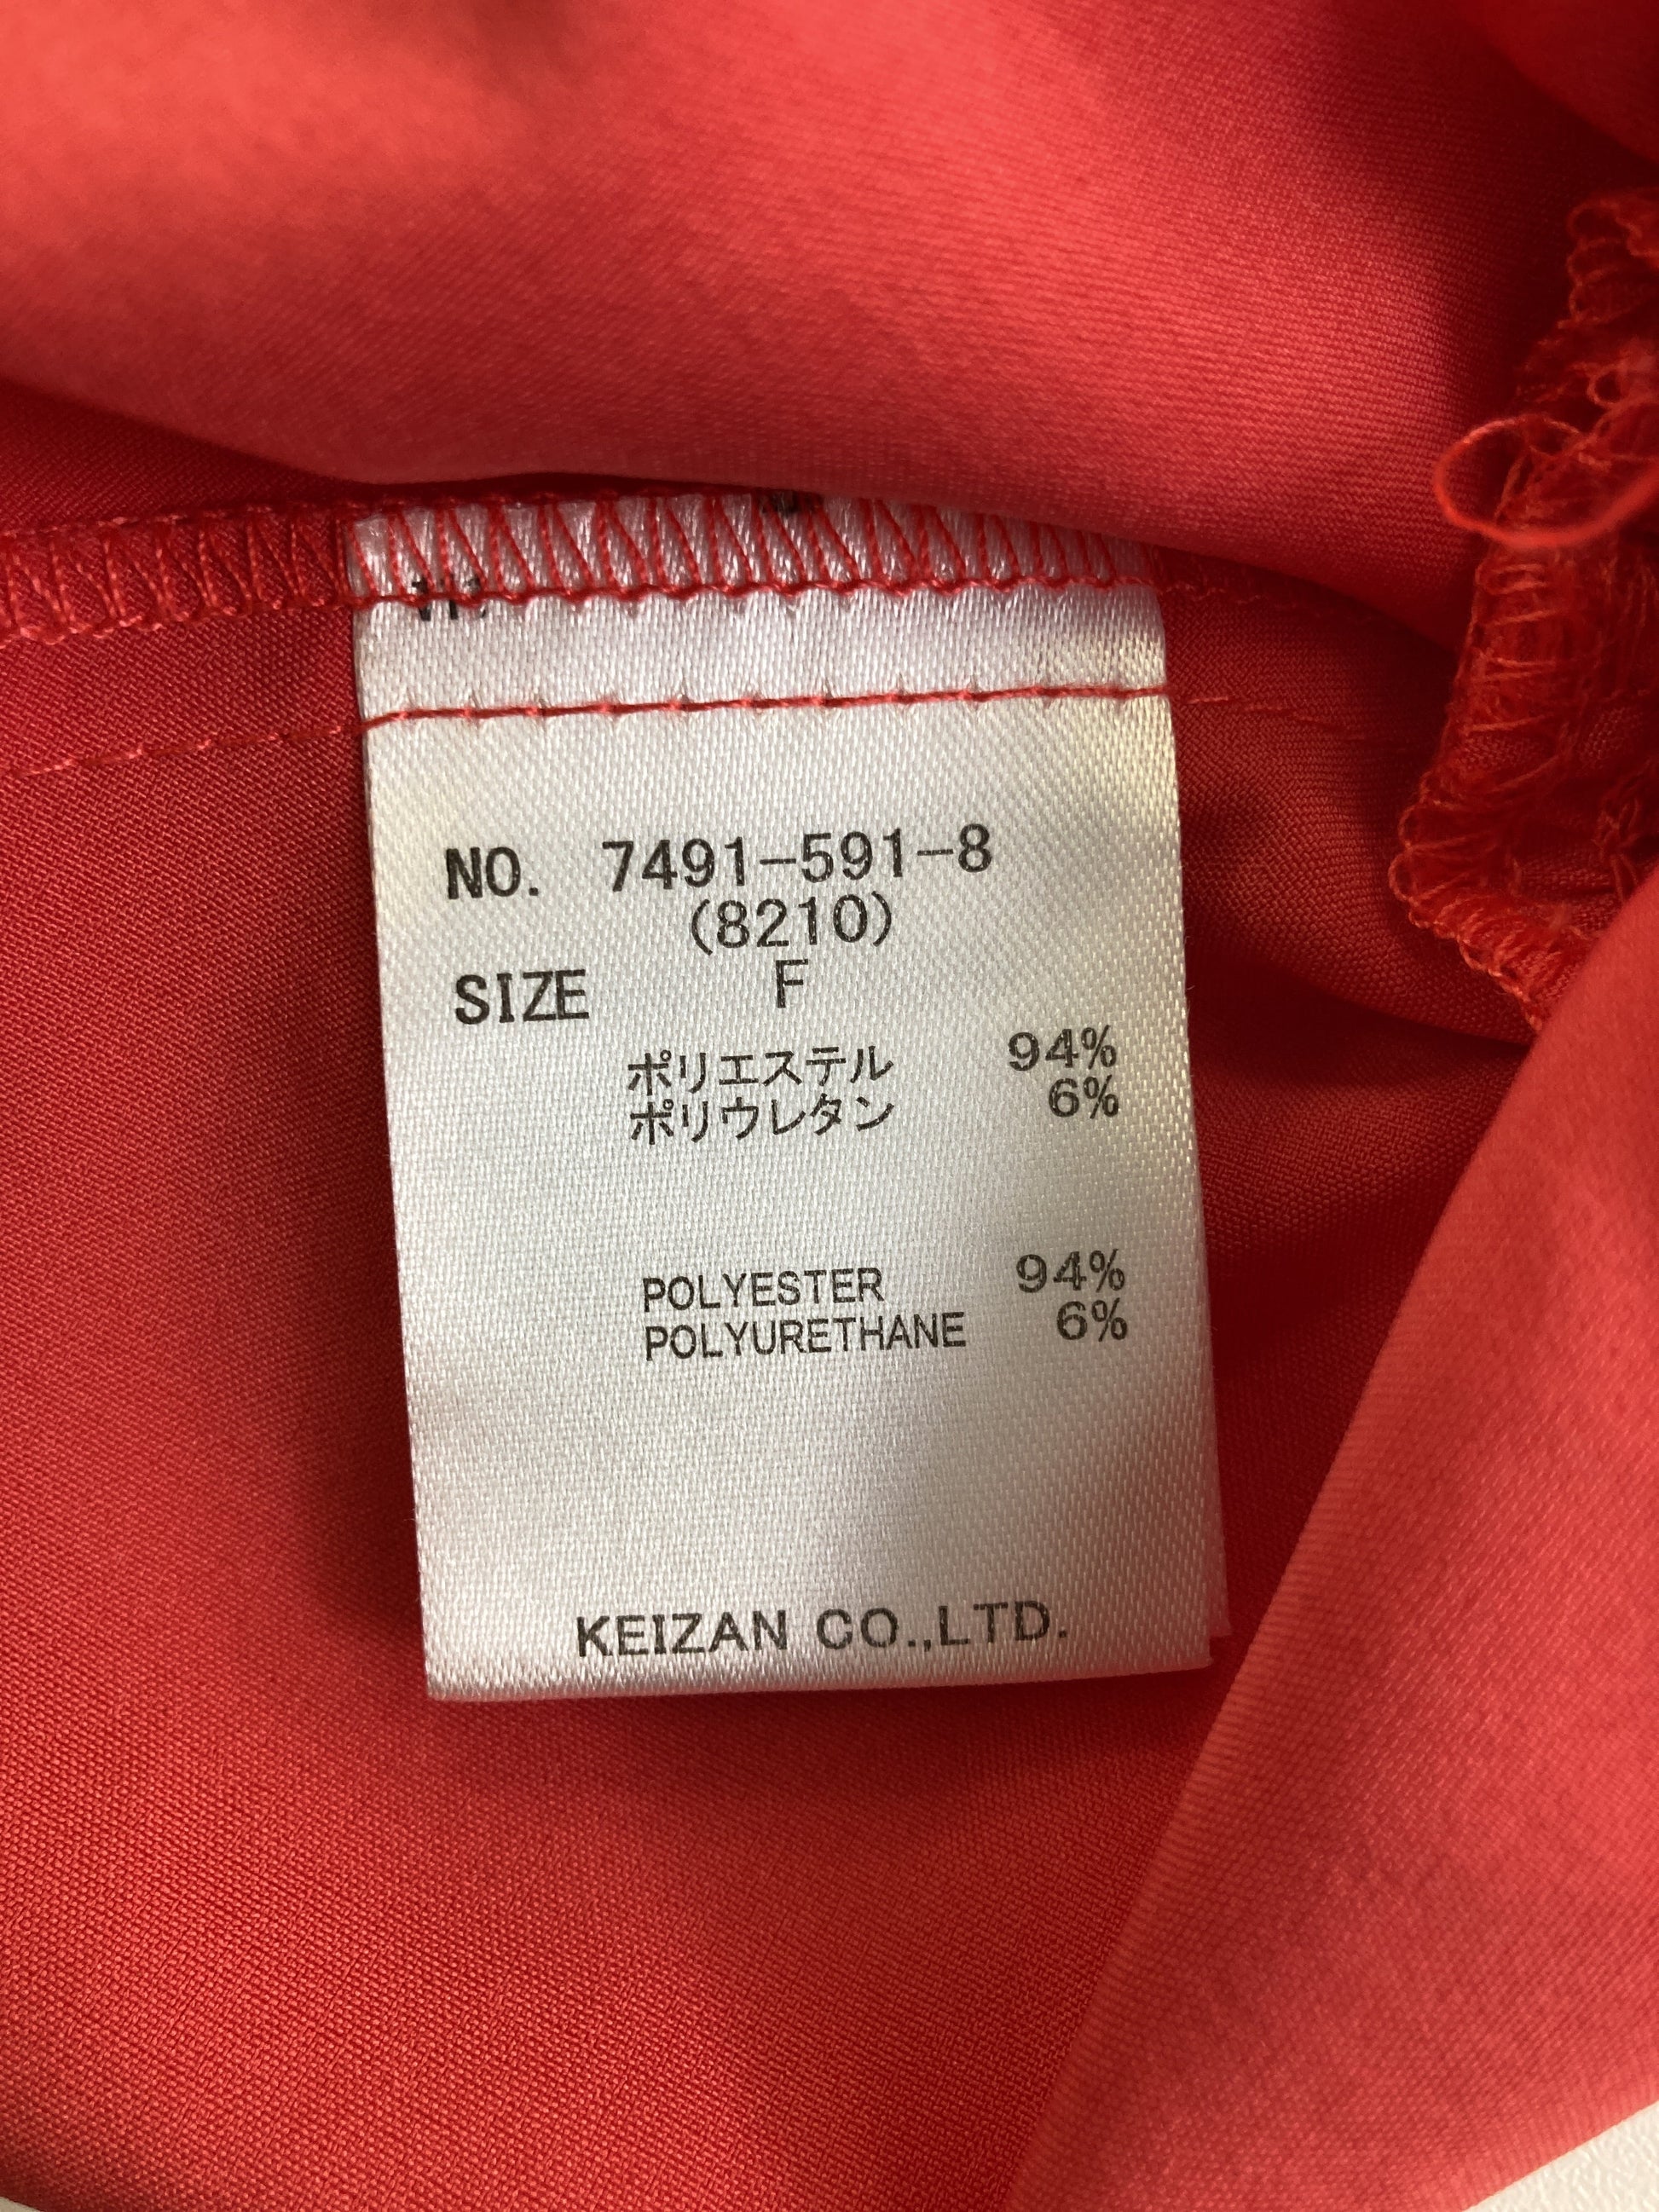 NO. 7491-591-8
(8210)
SIZE F
ポリエステル 94%
ポリウレタン 6%
POLYESTER 94%
POLYURETHANE 6%
KEIZAN CO.,LTD.